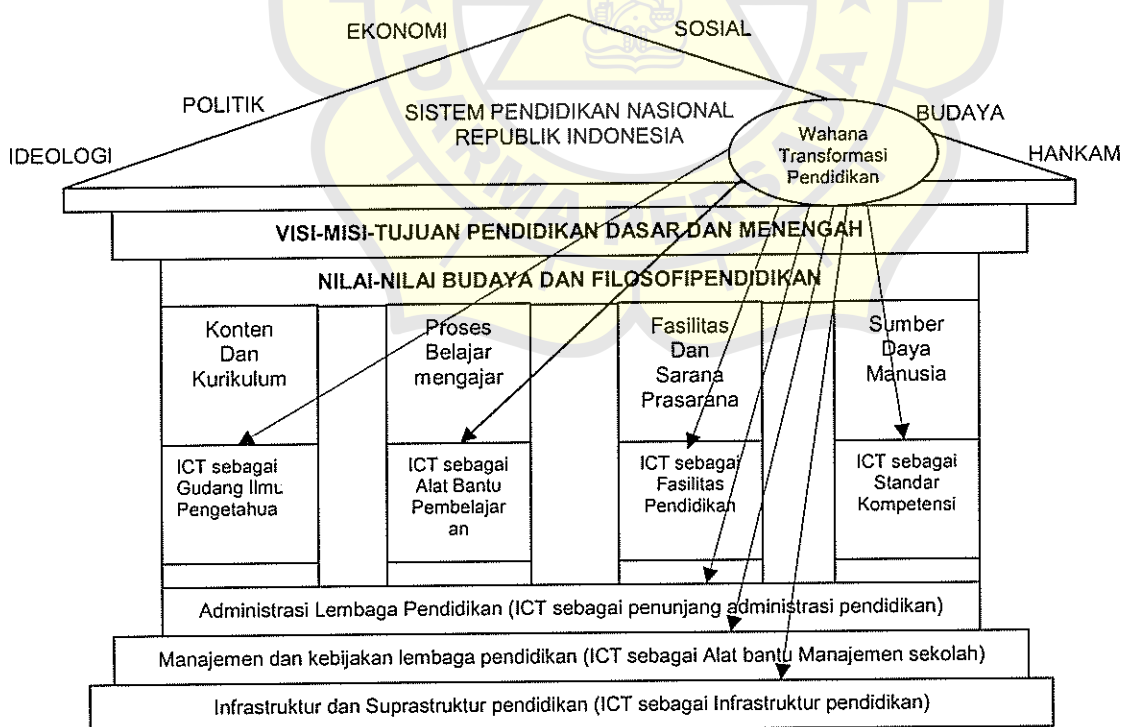 EKONOMI
SOSIAL
POLITIK
SISTEM PENDIDIKAN NASIONAL
REPUBLIK INDONESIA
BUDAYA
IDEOLOGI
HANKAM
Wahana
Transformasi
Pendidikan
DARMA PERSADA
VISI-MISI-TUJUAN PENDIDIKAN DASAR DAN MENENGAH
NILAI-NILAI BUDAYA DAN FILOSOFIPENDIDIKAN
Konten
Dan
Kurikulum
Proses
Belajar
mengajar
Fasilitas
Dan
Sarana
Prasarana
Sumber
Daya
Manusia
ICT sebagai
Gudang Ilmu
Pengetahua
ICT sebagai
Alat Bantu
Pembelajar
an
ICT sebagai
Fasilitas
Pendidikan
ICT sebagai
Standar
Kompetensi
Administrasi Lembaga Pendidikan (ICT sebagai penunjang administrasi pendidikan)
Manajemen dan kebijakan lembaga pendidikan (ICT sebagai Alat bantu Manajemen sekolah)
Infrastruktur dan Suprastruktur pendidikan (ICT sebagai Infrastruktur pendidikan)